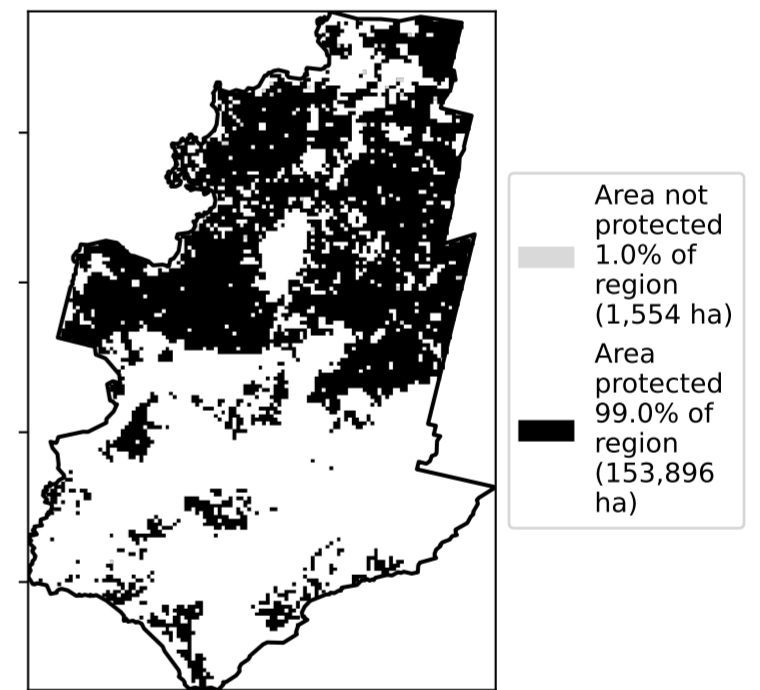 Area not
protected
1.0% of
region
(1,554 ha)
Area
protected
99.0% of
region
(153,896
ha)